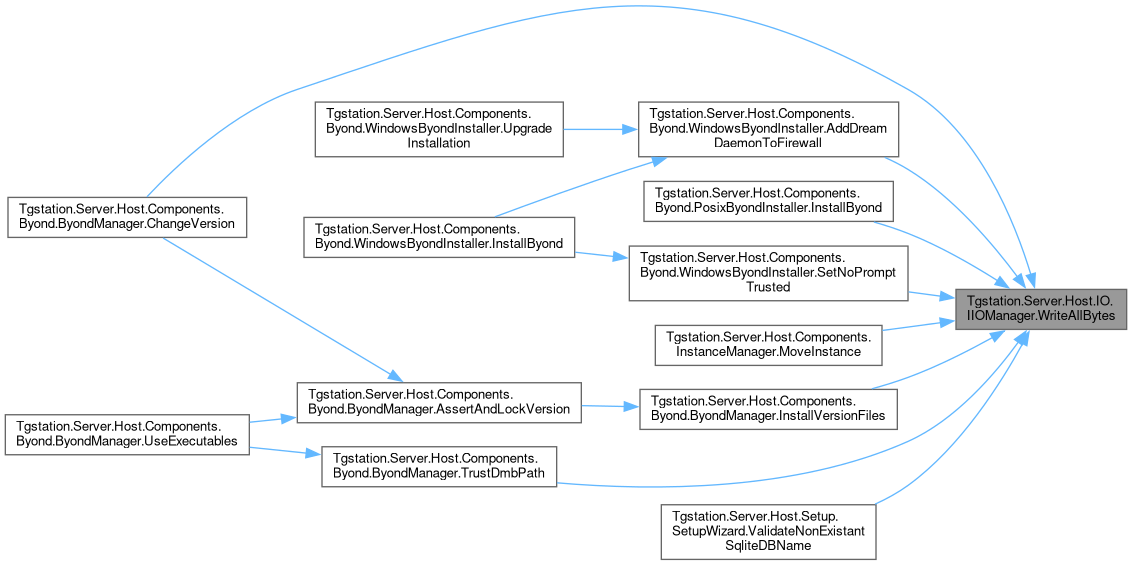 Tgstation.Server.Host.Components.
Byond.WindowsByondInstaller.Upgrade
Installation
Tgstation.Server.Host.Components.
Byond.WindowsByondInstaller.AddDream
DaemonToFirewall
Tgstation.Server.Host.Components.
Byond.PosixByondInstaller.InstallByond
Tgstation.Server.Host.Components.
Byond.ByondManager.ChangeVersion
Tgstation.Server.Host.Components.
Byond.WindowsByondInstaller.InstallByond
Tgstation.Server.Host.Components.
Byond.WindowsByondInstaller.SetNoPrompt
Trusted
Tgstation.Server.Host.IO.
IIOManager.WriteAllBytes
Tgstation.Server.Host.Components.
InstanceManager.MoveInstance
Tgstation.Server.Host.Components.
Byond.ByondManager.AssertAndLockVersion
Tgstation.Server.Host.Components.
Byond.ByondManager.InstallVersionFiles
Tgstation.Server.Host.Components.
Byond.ByondManager.UseExecutables
Tgstation.Server.Host.Components.
Byond.ByondManager.TrustDmbPath
Tgstation.Server.Host.Setup.
SetupWizard.ValidateNonExistant
SqliteDBName